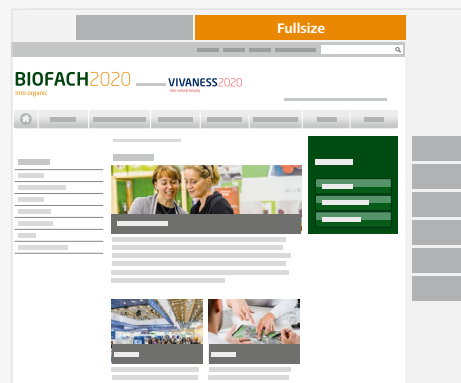 Fullsize
BIOFACH2020
into organic
VIVANESS2020
into natural beauty